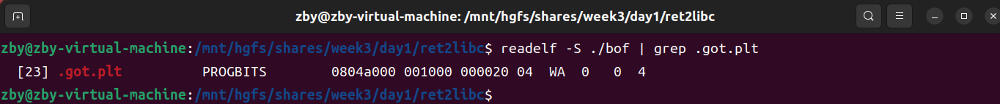 zby@zby-virtual-machine: /mnt/hgfs/shares/week3/day1/ret2libc
zby@zby-virtual-machine:/mnt/hgfs/shares/week3/day1/ret2libc$ readelf -S ./bof | grep .got.plt
[23] .got.plt PROGBITS 0804a000 001000 000020 04 WA 0 0 4
zby@zby-virtual-machine:/mnt/hgfs/shares/week3/day1/ret2libc$